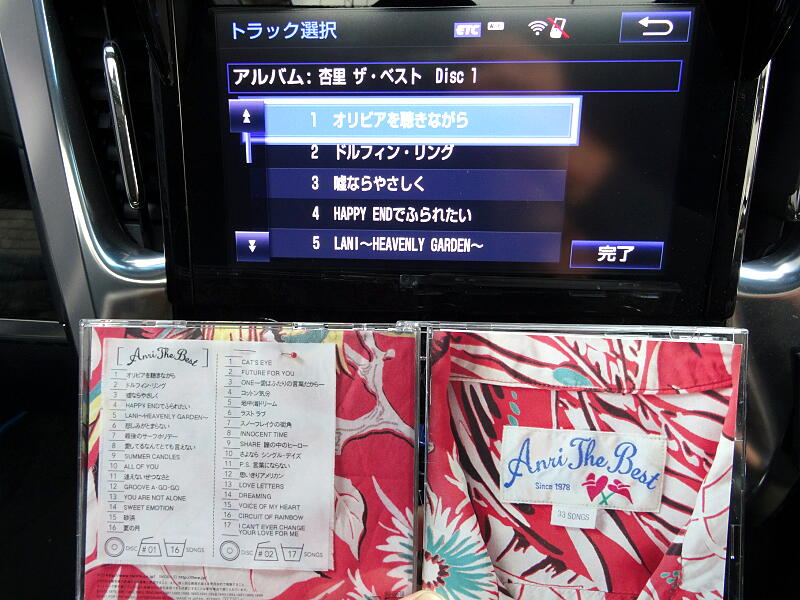 トラック選択
ETC
アルバム: 杏里 ザ・ベスト Disc 1
1 オリビアを聴きながら
2 ドルフィン・リング
3 嘘ならやさしく
4 HAPPY ENDでふられたい
5 LANI〜HEAVENLY GARDEN〜
完了
Anri The Best
1 オリビアを聴きながら
2 ドルフィン・リング
3 嘘ならやさしく
4 HAPPY ENDでふられたい
5 LANI〜HEAVENLY GARDEN〜
6 悲しみがとまらない
7 最後のサーフホリデー
8 愛してるなんてとても言えない
9 SUMMER CANDLES
10 ALL OF YOU
11 逢えないせつなさと
12 GROOVE A・GO・GO
13 YOU ARE NOT ALONE
14 SWEET EMOTION
15 砂浜
16 夏の月
#01 16 SONGS
1 CAT'S EYE
2 FUTURE FOR YOU
3 ONE〜愛はふたりの言葉だから〜
4 コットン気分
5 地中海ドリーム
6 ラスト ラブ
7 スノーフレイクの街角
8 INNOCENT TIME
9 SHARE 瞳の中のヒーロー
10 さよなら シングル・デイズ
11 P.S. 言葉にならない
12 思いきりアメリカン
13 LOVE LETTERS
14 DREAMING
15 VOICE OF MY HEART
16 CIRCUIT OF RAINBOW
17 I CAN'T EVER CHANGE YOUR LOVE FOR ME
#02 17 SONGS
Anri The Best
Since 1978
33 SONGS